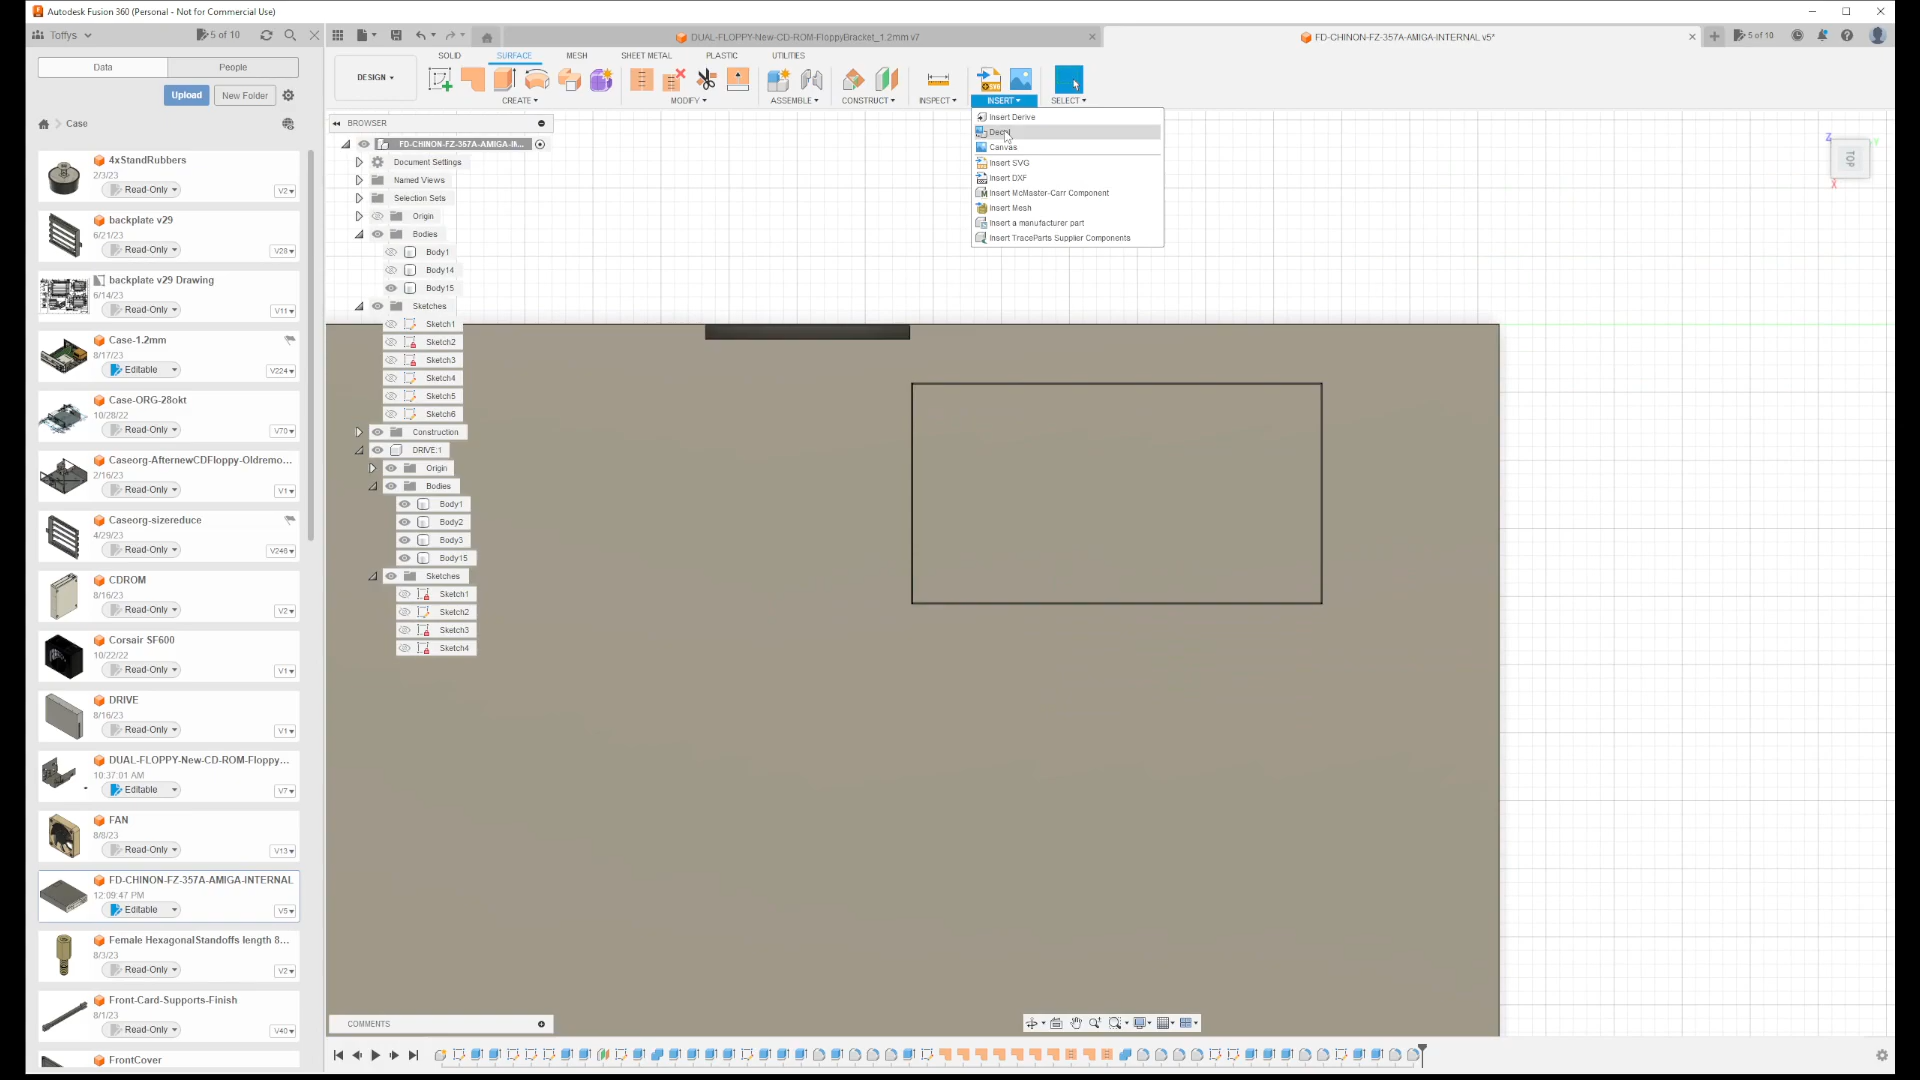 Autodesk Fusion 360 (Personal - Not for Commercial Use)
Toffys
5 of 10
DUAL-FLOPPY-New-CD-ROM-FloppyBracket_1.2mm v7
FD-CHINON-FZ-357A-AMIGA-INTERNAL v5*
5 of 10
Data
People
Upload
New Folder
Case
DESIGN
SOLID
SURFACE
MESH
SHEET METAL
PLASTIC
UTILITIES
CREATE
MODIFY
ASSEMBLE
CONSTRUCT
INSPECT
INSERT
SELECT
Insert Derive
Decal
Canvas
Insert SVG
Insert DXF
Insert McMaster-Carr Component
Insert Mesh
Insert a manufacturer part
Insert TraceParts Supplier Components
TOP
Z
X
BROWSER
FD-CHINON-FZ-357A-AMIGA-IN...
Document Settings
Named Views
Selection Sets
Origin
Bodies
Body1
Body14
Body15
Sketches
Sketch1
Sketch2
Sketch3
Sketch4
Sketch5
Sketch6
Construction
DRIVE:1
Origin
Bodies
Body1
Body2
Body3
Body15
Sketches
Sketch1
Sketch2
Sketch3
Sketch4
4xStandRubbers
2/3/23
Read-Only
V2
backplate v29
6/21/23
Read-Only
V28
backplate v29 Drawing
6/14/23
Read-Only
V11
Case-1.2mm
8/17/23
Editable
V224
Case-ORG-28okt
10/28/22
Read-Only
V70
Caseorg-AfternewCDFloppy-Oldremo...
2/16/23
Read-Only
V1
Caseorg-sizereduce
4/29/23
Read-Only
V246
CDROM
8/16/23
Read-Only
V2
Corsair SF600
10/22/22
Read-Only
V1
DRIVE
8/16/23
Read-Only
V1
DUAL-FLOPPY-New-CD-ROM-Floppy...
10:37:01 AM
Editable
V7
FAN
8/8/23
Read-Only
V13
FD-CHINON-FZ-357A-AMIGA-INTERNAL
12:09:47 PM
Editable
V5
Female HexagonalStandoffs length 8...
8/3/23
Read-Only
V2
Front-Card-Supports-Finish
8/1/23
Read-Only
V40
FrontCover
COMMENTS